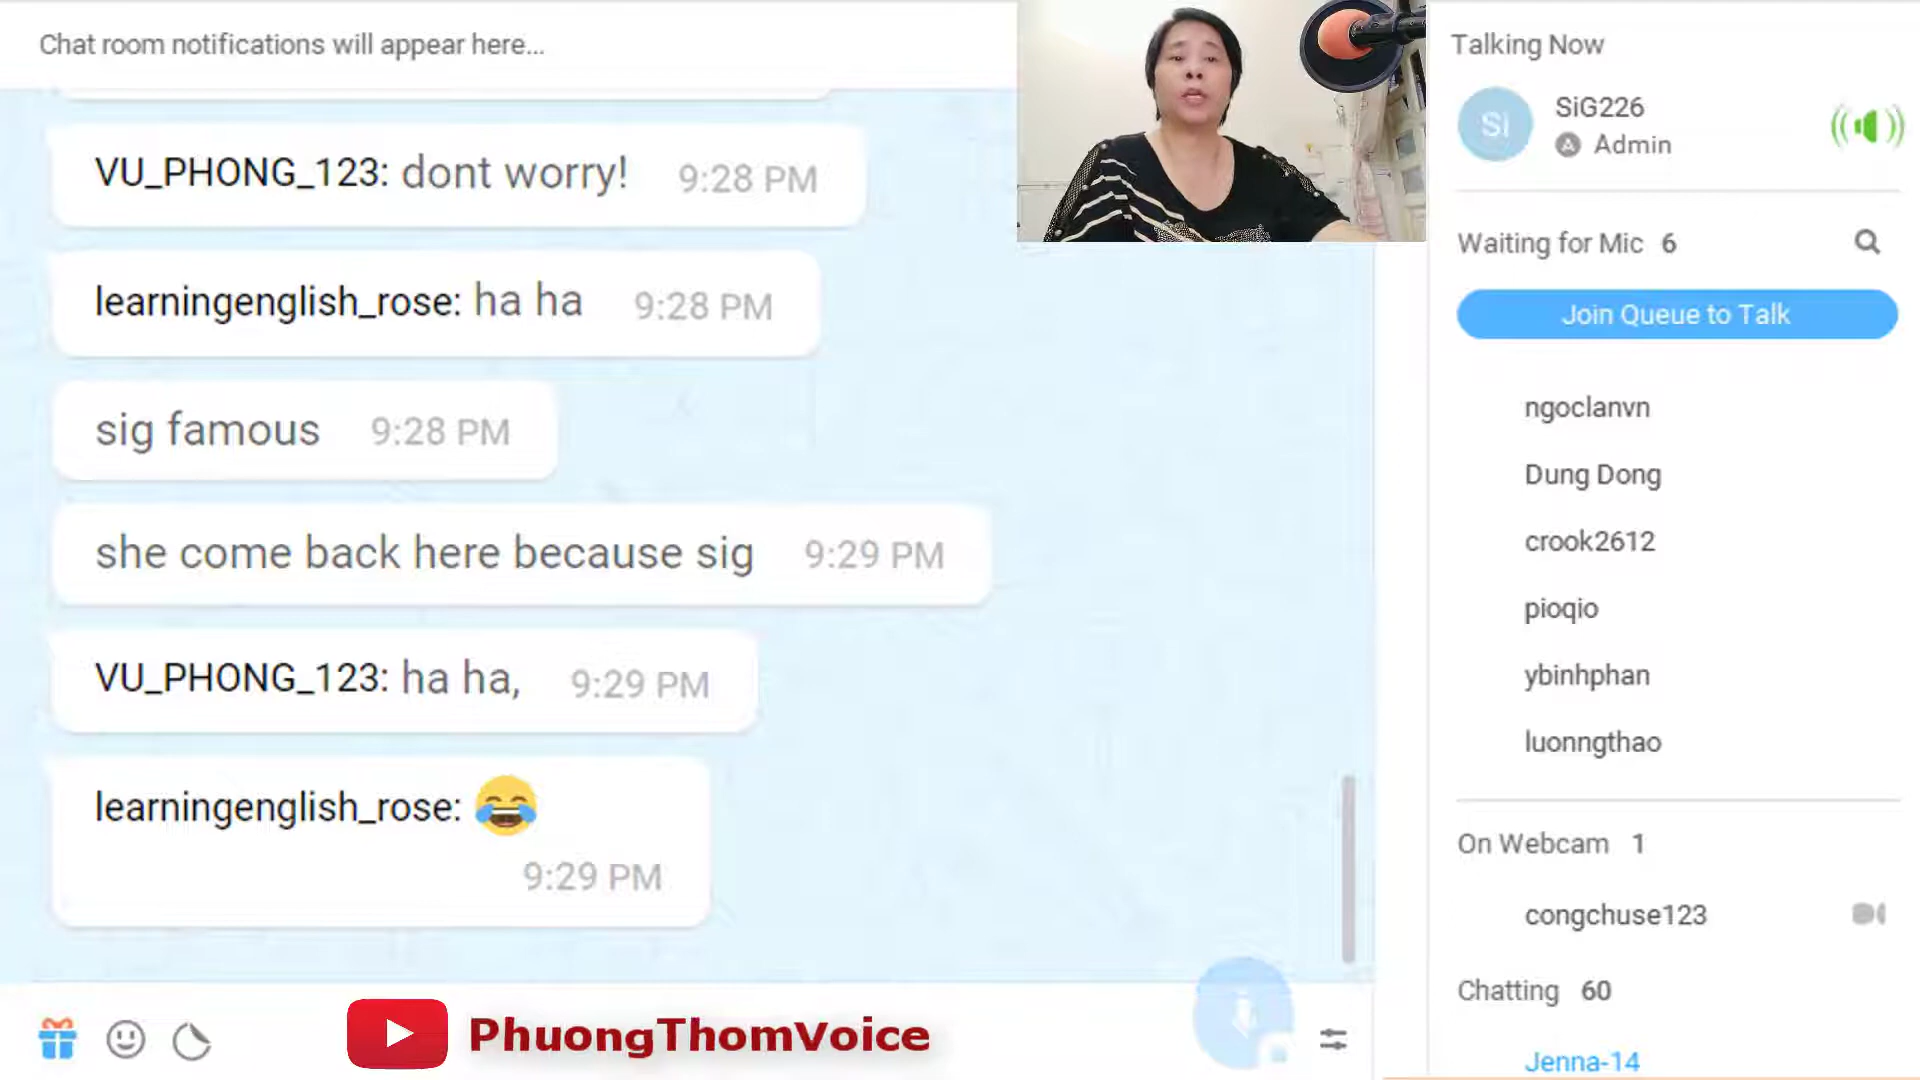 Chat room notifications will appear here...
VU_PHONG_123: dont worry! 9:28 PM
learningenglish_rose: ha ha 9:28 PM
sig famous 9:28 PM
she come back here because sig 9:29 PM
VU_PHONG_123: ha ha, 9:29 PM
learningenglish_rose: 😂
9:29 PM
PhuongThomVoice
Talking Now
Si
SiG226
A Admin
Waiting for Mic 6
Join Queue to Talk
ngoclanvn
Dung Dong
crook2612
pioqio
ybinhphan
luonngthao
On Webcam 1
congchuse123
Chatting 60
Jenna-14